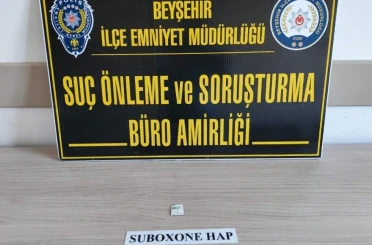 BEYŞEHİR
İLÇE EMNİYET MÜDÜRLÜĞÜ
SUÇ ÖNLEME ve SORUŞTURMA
BÜRO AMİRLİĞİ
SUBOXONE HAP